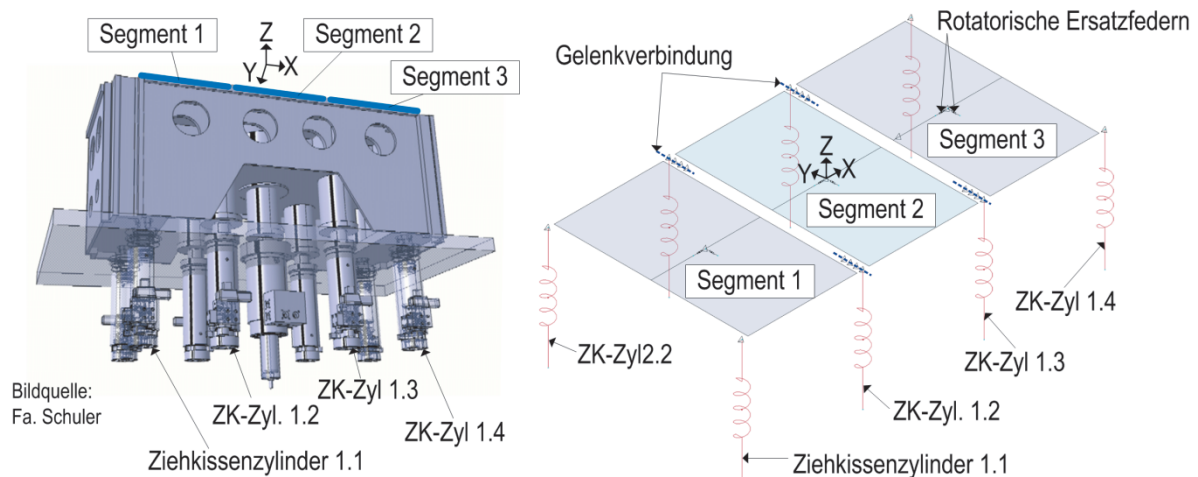 Segment 1
Segment 2
Segment 3
Z
Y
X
Bildquelle:
Fa. Schuler
ZK-Zyl. 1.2
ZK-Zyl 1.3
ZK-Zyl 1.4
Ziehkissenzylinder 1.1
Gelenkverbindung
Rotatorische Ersatzfedern
Segment 3
Z
Y
X
Segment 2
Segment 1
ZK-Zyl 1.4
ZK-Zyl 1.3
ZK-Zyl2.2
ZK-Zyl. 1.2
Ziehkissenzylinder 1.1